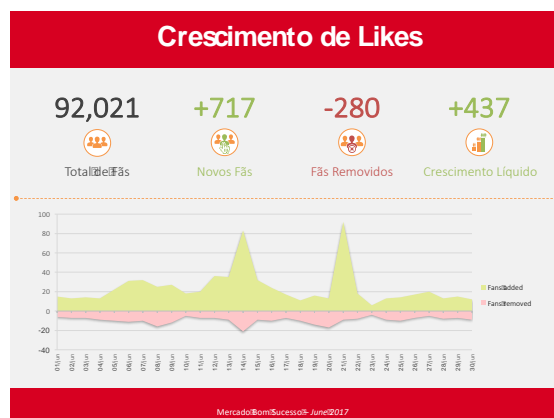 Crescimento de Likes
92,021 +717 -280 +437
Total de Fãs Novos Fãs Fãs Removidos Crescimento Líquido
100
80
60
40
20
0
-20
-40
Fans added
Fans removed
01/Jun 02/Jun 03/Jun 04/Jun 05/Jun 06/Jun 07/Jun 08/Jun 09/Jun 10/Jun 11/Jun 12/Jun 13/Jun 14/Jun 15/Jun 16/Jun 17/Jun 18/Jun 19/Jun 20/Jun 21/Jun 22/Jun 23/Jun 24/Jun 25/Jun 26/Jun 27/Jun 28/Jun 29/Jun 30/Jun
Mercado Bom Sucesso – June 2017